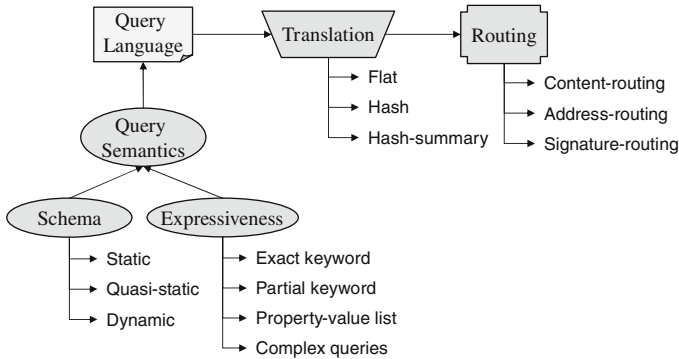 Query
Language
Translation
Routing
Flat
Hash
Hash-summary
Content-routing
Address-routing
Signature-routing
Query
Semantics
Schema
Expressiveness
Static
Quasi-static
Dynamic
Exact keyword
Partial keyword
Property-value list
Complex queries